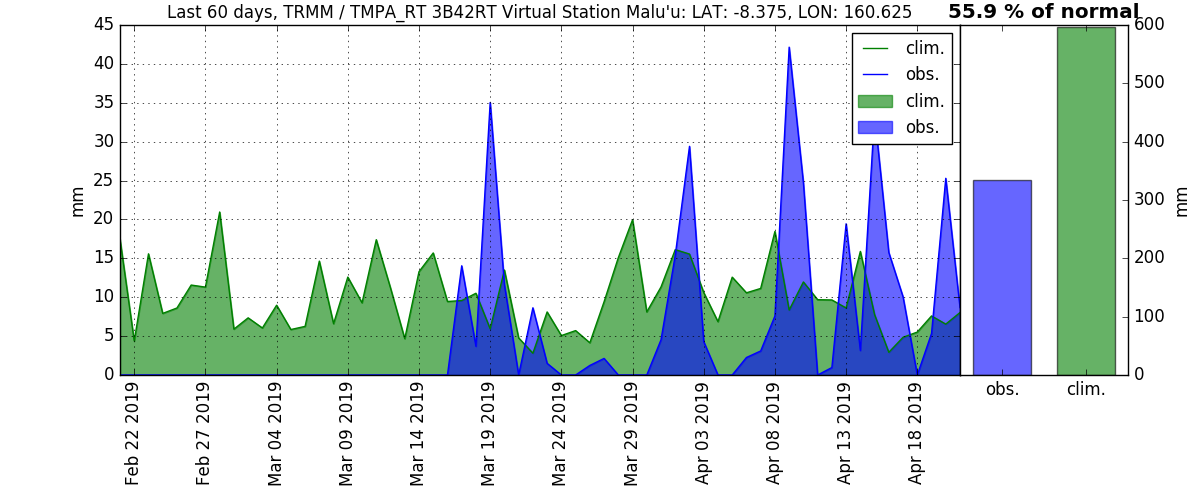 Last 60 days, TRMM / TMPA_RT 3B42RT Virtual Station Malu'u: LAT: -8.375, LON: 160.625
55.9 % of normal
45
40
35
30
25
20
15
10
5
0
mm
clim.
obs.
clim.
obs.
600
500
400
300
200
100
0
mm
obs.
clim.
Feb 22 2019
Feb 27 2019
Mar 04 2019
Mar 09 2019
Mar 14 2019
Mar 19 2019
Mar 24 2019
Mar 29 2019
Apr 03 2019
Apr 08 2019
Apr 13 2019
Apr 18 2019